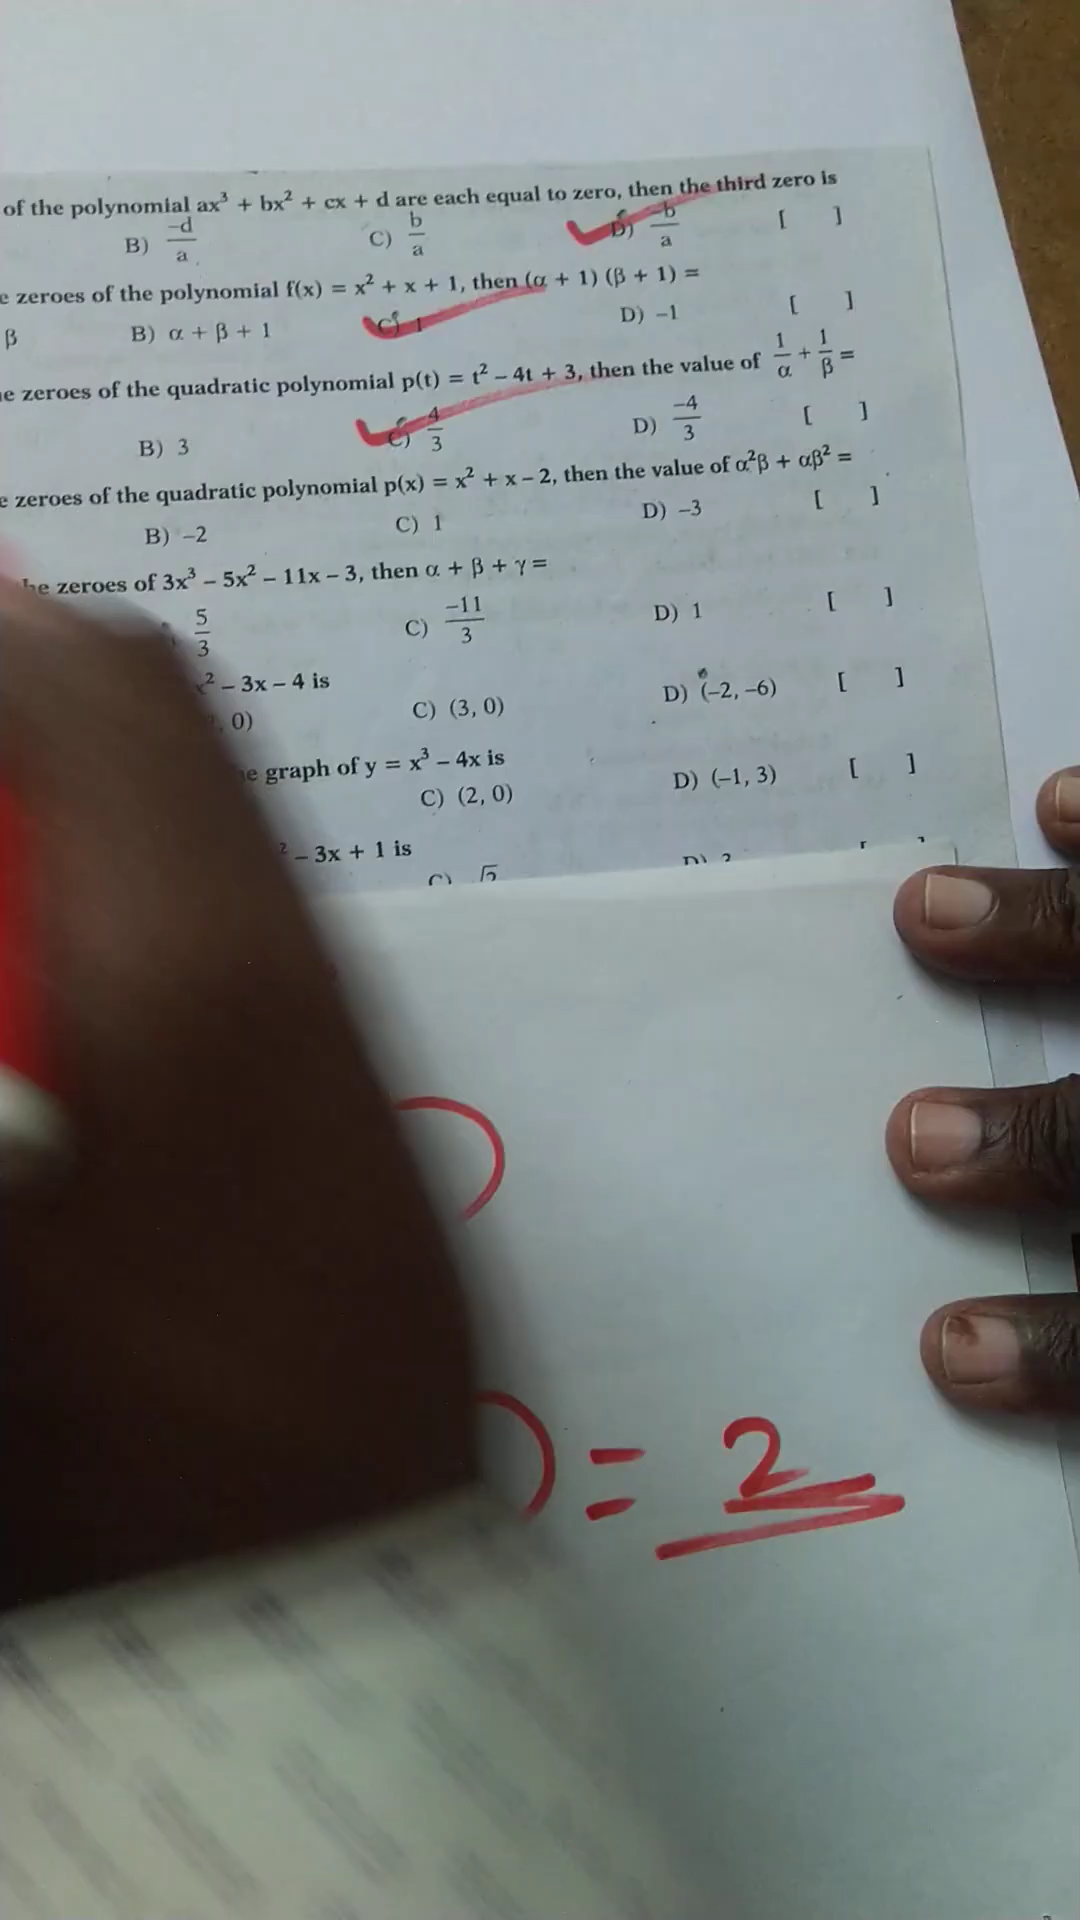 of the polynomial ax³ + bx² + cx + d are each equal to zero, then the third zero is
B) -d/a C) b/a D) -b/a [ ]
zeroes of the polynomial f(x) = x² + x + 1, then (α + 1) (β + 1) =
β B) α + β + 1 C) 1 D) –1 [ ]
zeroes of the quadratic polynomial p(t) = t² – 4t + 3, then the value of 1/α + 1/β =
B) 3 C) 4/3 D) -4/3 [ ]
zeroes of the quadratic polynomial p(x) = x² + x – 2, then the value of α²β + αβ² =
B) –2 C) 1 D) –3 [ ]
zeroes of 3x³ – 5x² – 11x – 3, then α + β + γ =
5/3 C) -11/3 D) 1 [ ]
x² – 3x – 4 is
, 0) C) (3, 0) D) (–2, –6) [ ]
graph of y = x³ – 4x is
C) (2, 0) D) (–1, 3) [ ]
² – 3x + 1 is
) = 2